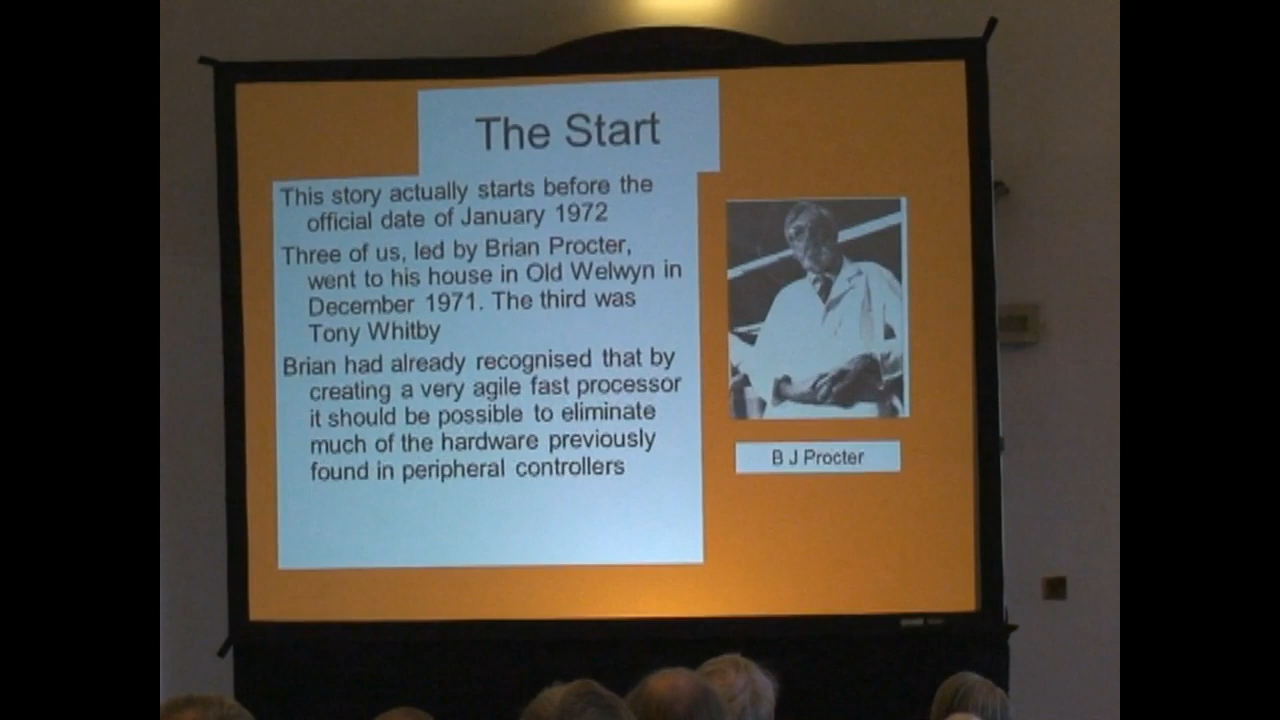 The Start
This story actually starts before the
official date of January 1972
Three of us, led by Brian Procter,
went to his house in Old Welwyn in
December 1971. The third was
Tony Whitby
Brian had already recognised that by
creating a very agile fast processor
it should be possible to eliminate
much of the hardware previously
found in peripheral controllers
B J Procter